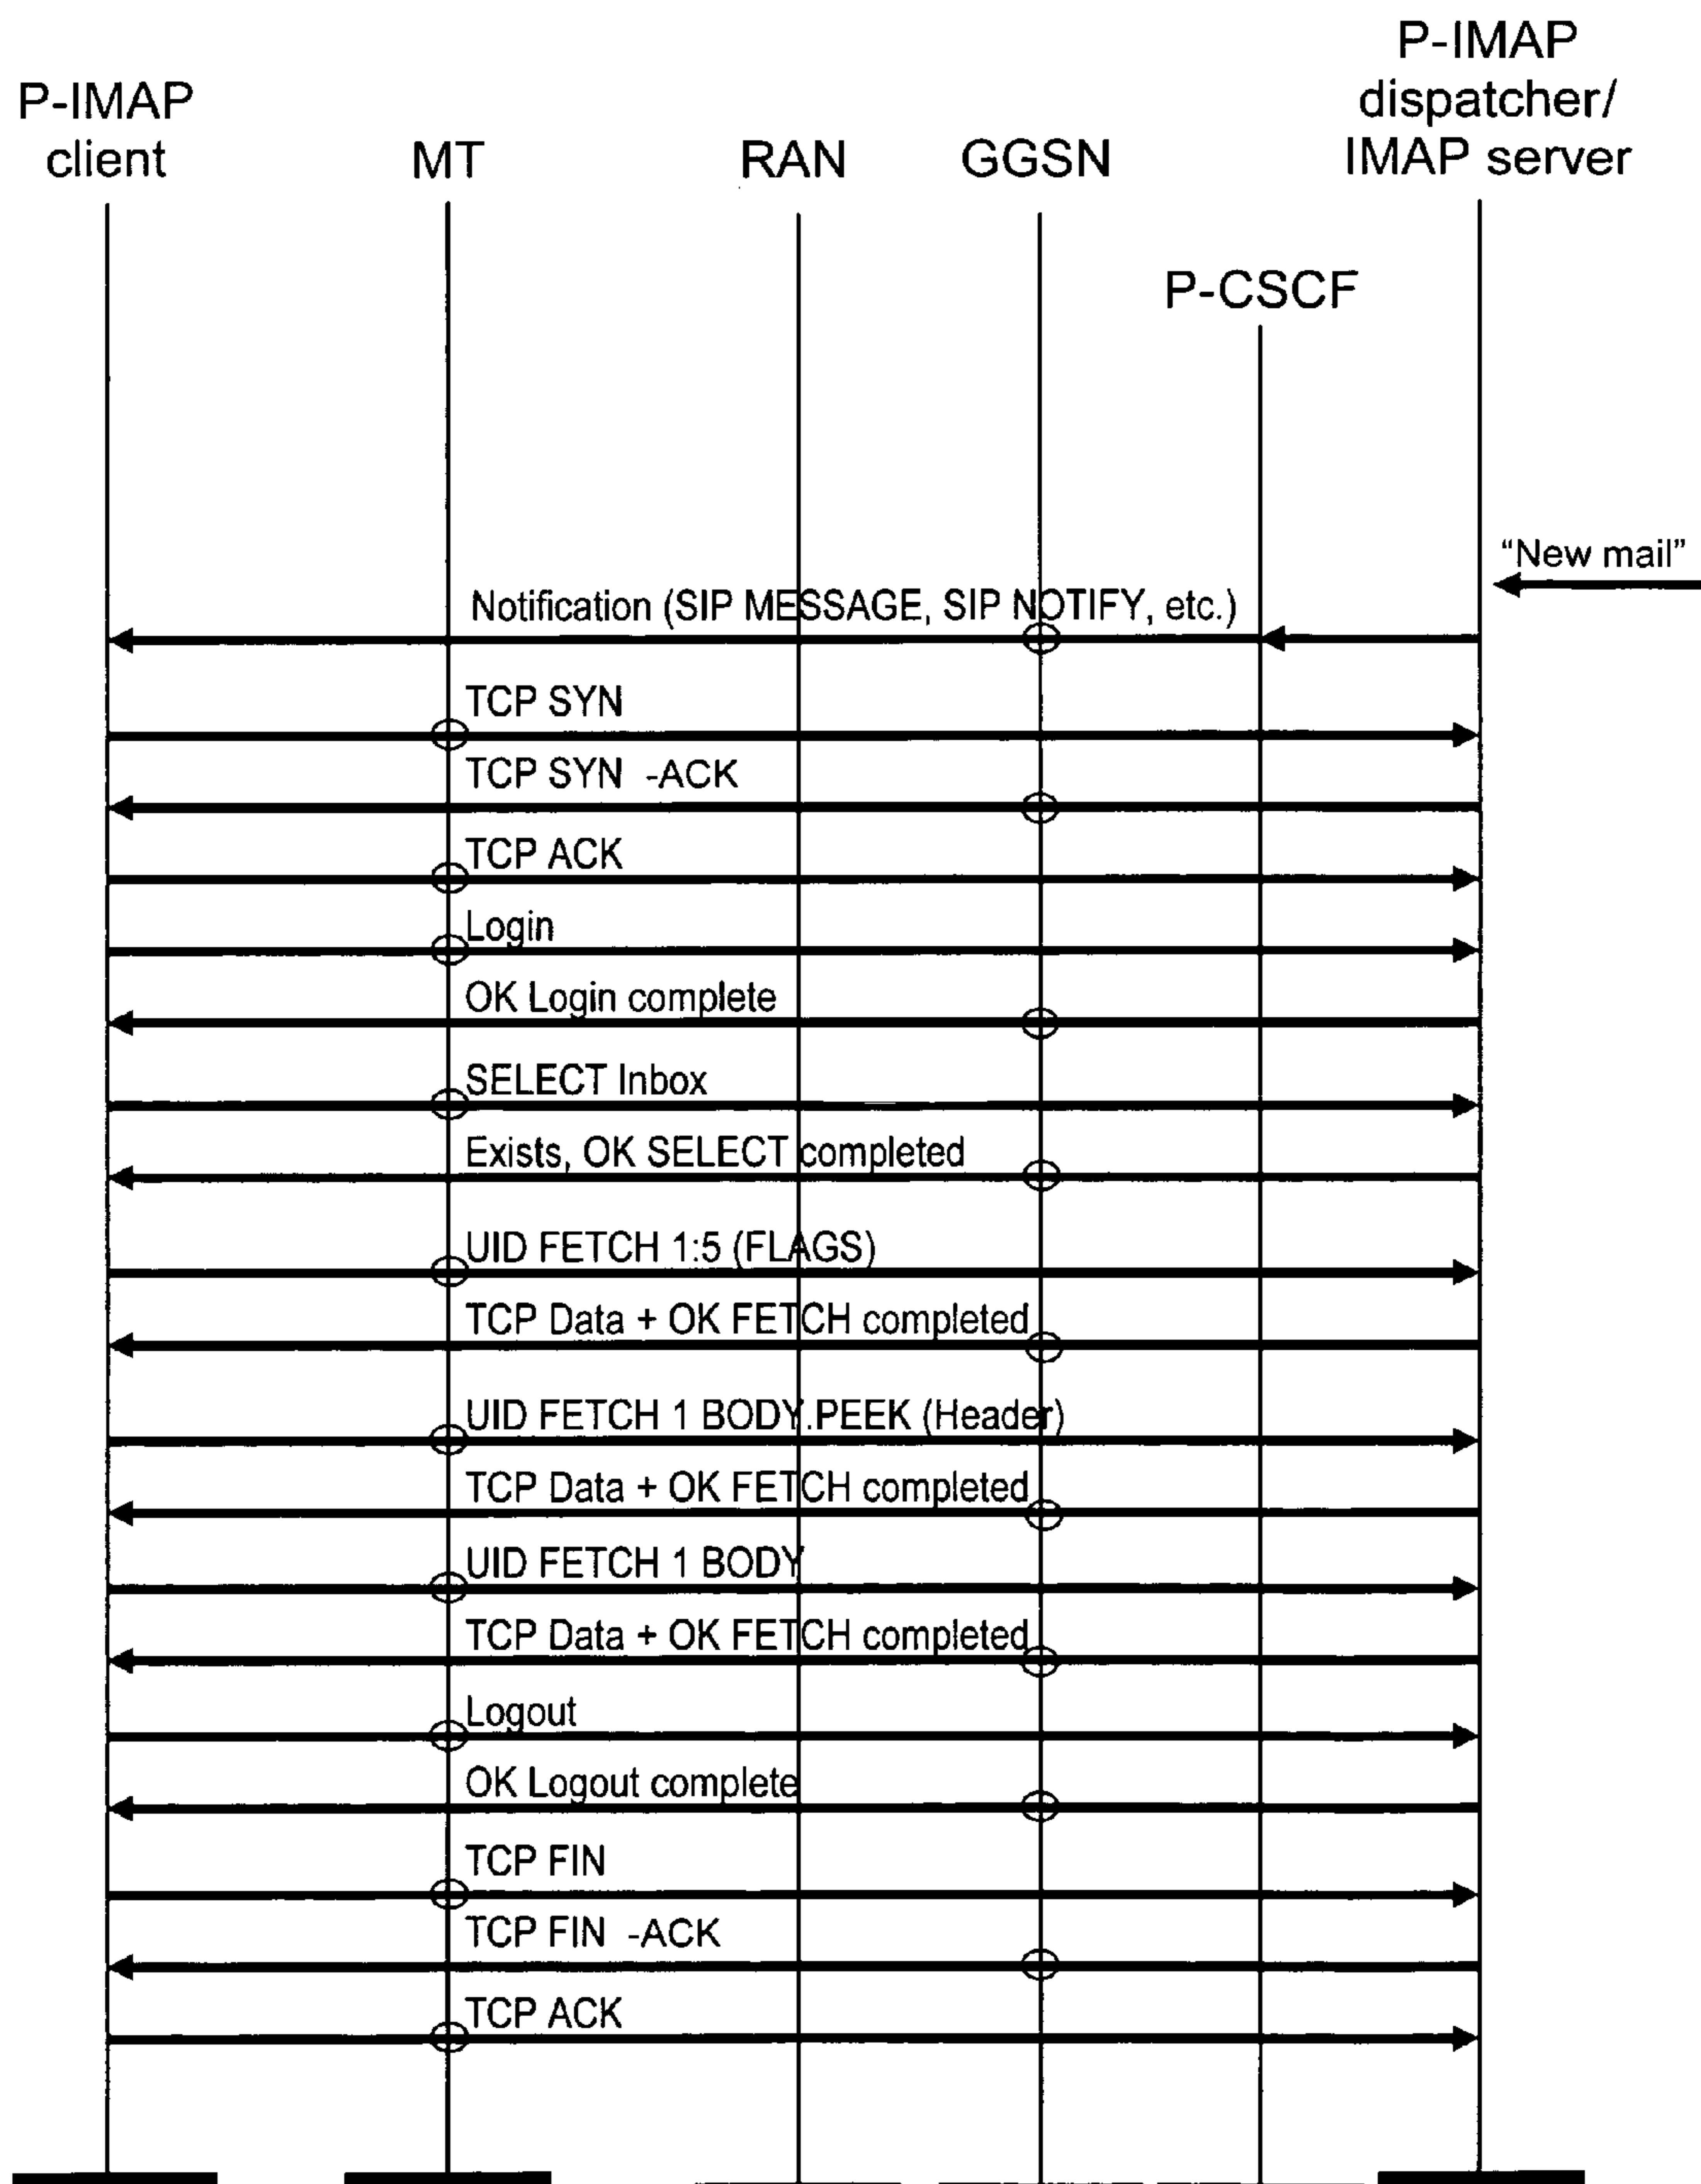 P-IMAP
client
MT
RAN
GGSN
P-IMAP
dispatcher/
IMAP server
P-CSCF
“New mail”
Notification (SIP MESSAGE, SIP NOTIFY, etc.)
TCP SYN
TCP SYN -ACK
TCP ACK
Login
OK Login complete
SELECT Inbox
Exists, OK SELECT completed
UID FETCH 1:5 (FLAGS)
TCP Data + OK FETCH completed
UID FETCH 1 BODY.PEEK (Header)
TCP Data + OK FETCH completed
UID FETCH 1 BODY
TCP Data + OK FETCH completed
Logout
OK Logout complete
TCP FIN
TCP FIN -ACK
TCP ACK